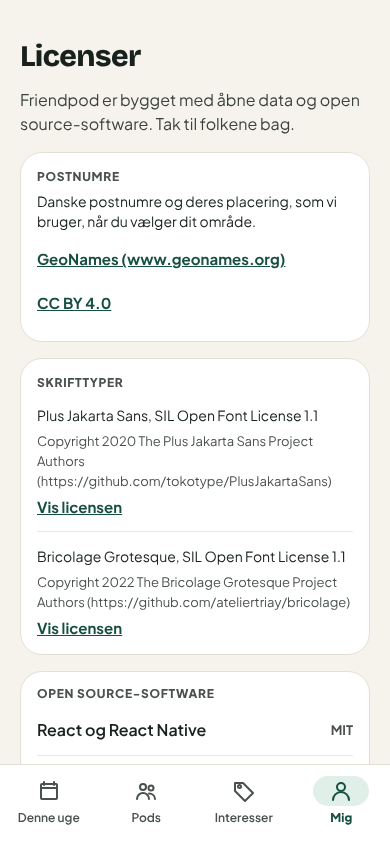 Licenser
Friendpod er bygget med åbne data og open
source-software. Tak til folkene bag.
POSTNUMRE
Danske postnumre og deres placering, som vi
bruger, når du vælger dit område.
GeoNames (www.geonames.org)
CC BY 4.0
SKRIFTTYPER
Plus Jakarta Sans, SIL Open Font License 1.1
Copyright 2020 The Plus Jakarta Sans Project
Authors
(https://github.com/tokotype/PlusJakartaSans)
Vis licensen
Bricolage Grotesque, SIL Open Font License 1.1
Copyright 2022 The Bricolage Grotesque Project
Authors (https://github.com/ateliertriay/bricolage)
Vis licensen
OPEN SOURCE-SOFTWARE
React og React Native MIT
Denne uge Pods Interesser Mig